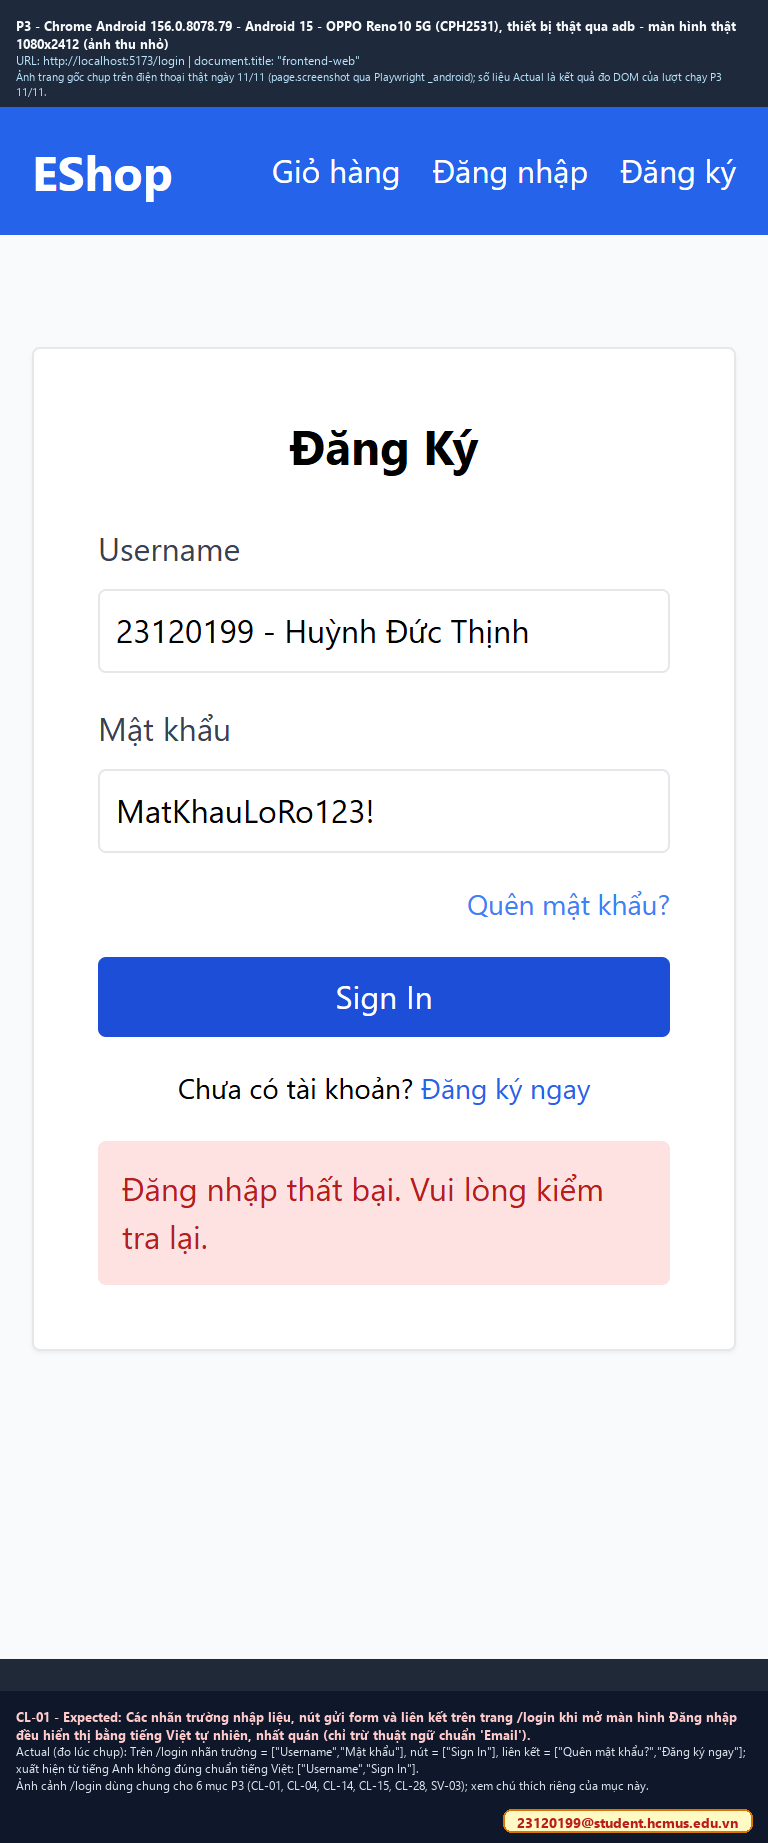 P3 - Chrome Android 156.0.8078.79 - Android 15 - OPPO Reno10 5G (CPH2531), thiết bị thật qua adb - màn hình thật
1080x2412 (ảnh thu nhỏ)
URL: http://localhost:5173/login | document.title: "frontend-web"
Ảnh trang gốc chụp trên điện thoại thật ngày 11/11 (page.screenshot qua Playwright _android); số liệu Actual là kết quả đo DOM của lượt chạy P3
11/11.
EShop
Giỏ hàng
Đăng nhập
Đăng ký
Đăng Ký
Username
23120199 - Huỳnh Đức Thịnh
Mật khẩu
MatKhauLoRo123!
Quên mật khẩu?
Sign In
Chưa có tài khoản? Đăng ký ngay
Đăng nhập thất bại. Vui lòng kiểm
tra lại.
CL-01 - Expected: Các nhãn trường nhập liệu, nút gửi form và liên kết trên trang /login khi mở màn hình Đăng nhập
đều hiển thị bằng tiếng Việt tự nhiên, nhất quán (chỉ trừ thuật ngữ chuẩn 'Email').
Actual (đo lúc chụp): Trên /login nhãn trường = ["Username","Mật khẩu"], nút = ["Sign In"], liên kết = ["Quên mật khẩu?","Đăng ký ngay"];
xuất hiện từ tiếng Anh không đúng chuẩn tiếng Việt: ["Username","Sign In"].
Ảnh cảnh /login dùng chung cho 6 mục P3 (CL-01, CL-04, CL-14, CL-15, CL-28, SV-03); xem chú thích riêng của mục này.
23120199@student.hcmus.edu.vn